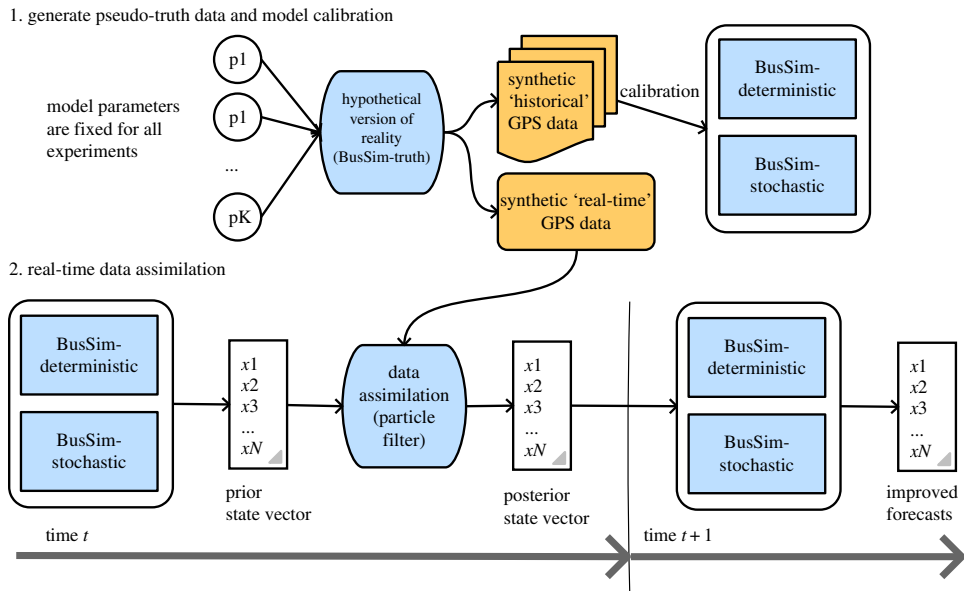 1. generate pseudo-truth data and model calibration
p1
model parameters
are fixed for all
experiments
p1
...
pK
hypothetical
version of
reality
(BusSim-truth)
synthetic
‘historical’
GPS data
calibration
BusSim-
deterministic
BusSim-
stochastic
synthetic ‘real-time’
GPS data
2. real-time data assimilation
BusSim-
deterministic
BusSim-
stochastic
x1
x2
x3
...
xN
prior
state vector
data
assimilation
(particle
filter)
x1
x2
x3
...
xN
posterior
state vector
BusSim-
deterministic
BusSim-
stochastic
x1
x2
x3
...
xN
improved
forecasts
time t
time t + 1